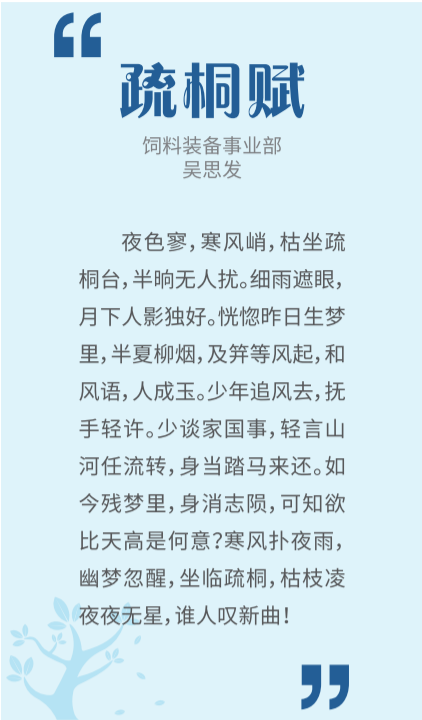 “
疏桐赋
饲料装备事业部
吴思发
夜色寥，寒风峭，枯坐疏
桐台，半晌无人扰。细雨遮眼，
月下人影独好。恍惚昨日生梦
里，半夏柳烟，及笄等风起，和
风语，人成玉。少年追风去，抚
手轻许。少谈家国事，轻言山
河任流转，身当踏马来还。如
今残梦里，身消志陨，可知欲
比天高是何意？寒风扑夜雨，
幽梦忽醒，坐临疏桐，枯枝凌
夜夜无星，谁人叹新曲！
”